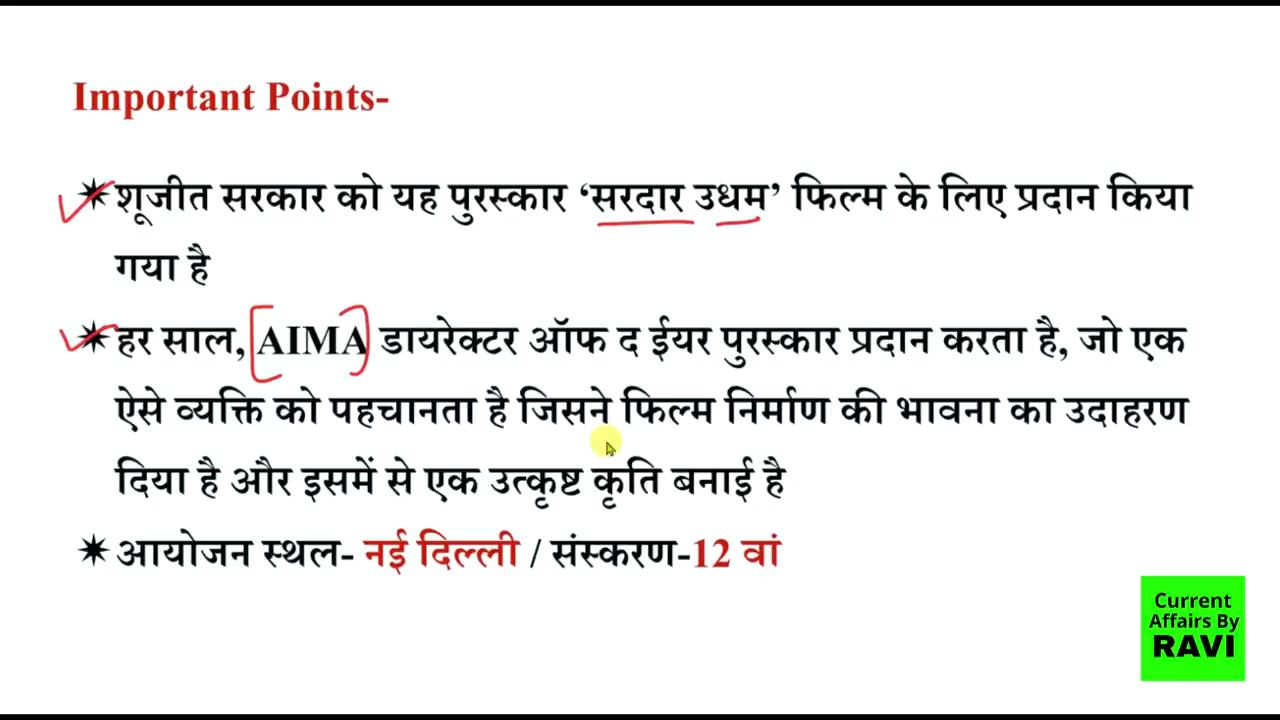 Important Points-
✷ शूजीत सरकार को यह पुरस्कार ‘सरदार उधम’ फिल्म के लिए प्रदान किया
गया है
✷ हर साल, AIMA डायरेक्टर ऑफ द ईयर पुरस्कार प्रदान करता है, जो एक
ऐसे व्यक्ति को पहचानता है जिसने फिल्म निर्माण की भावना का उदाहरण
दिया है और इसमें से एक उत्कृष्ट कृति बनाई है
✷ आयोजन स्थल- नई दिल्ली / संस्करण-12 वां
Current
Affairs By
RAVI